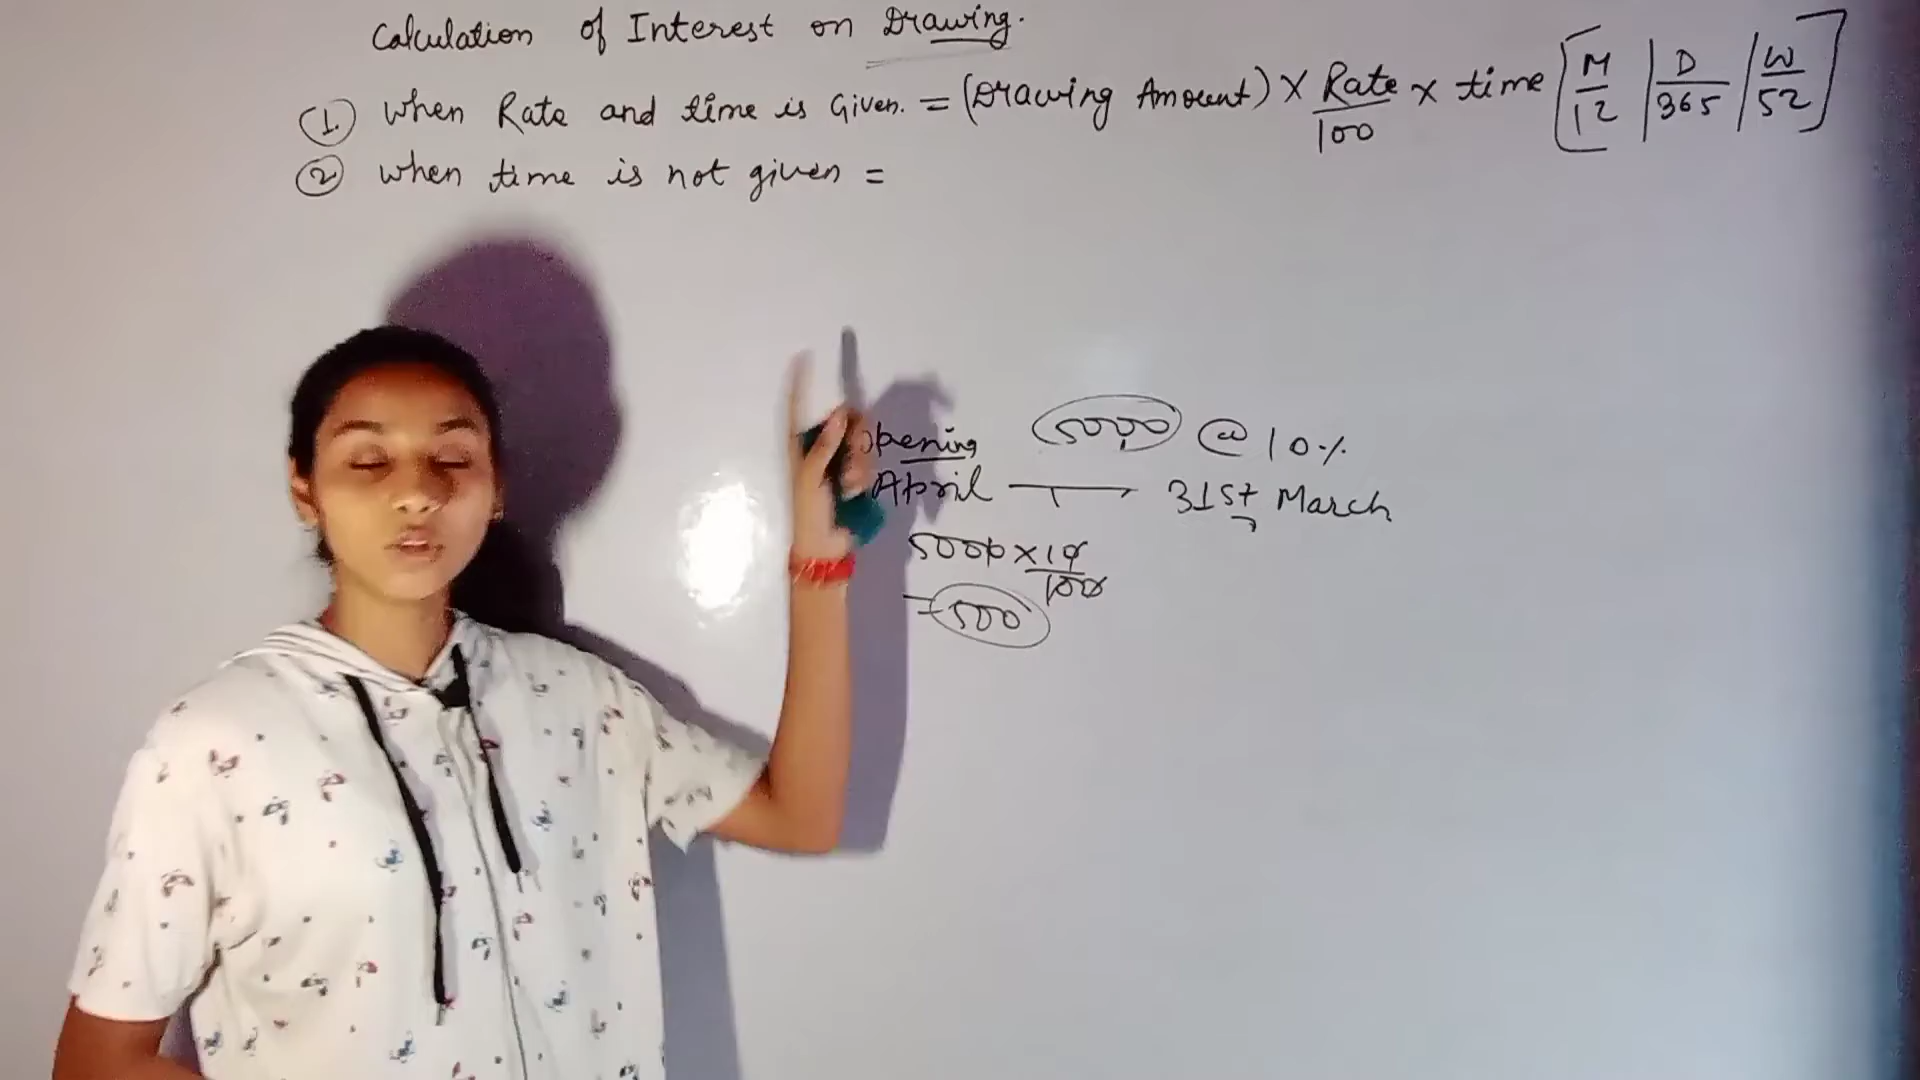 Calculation of Interest on Drawing.
1. when Rate and time is Given. = (Drawing Amount) × Rate/100 × time [M/12 | D/365 | W/52]
2 when time is not given =
pening 5000 @ 10%
April — 31st March
5000 × 10/100
= 500